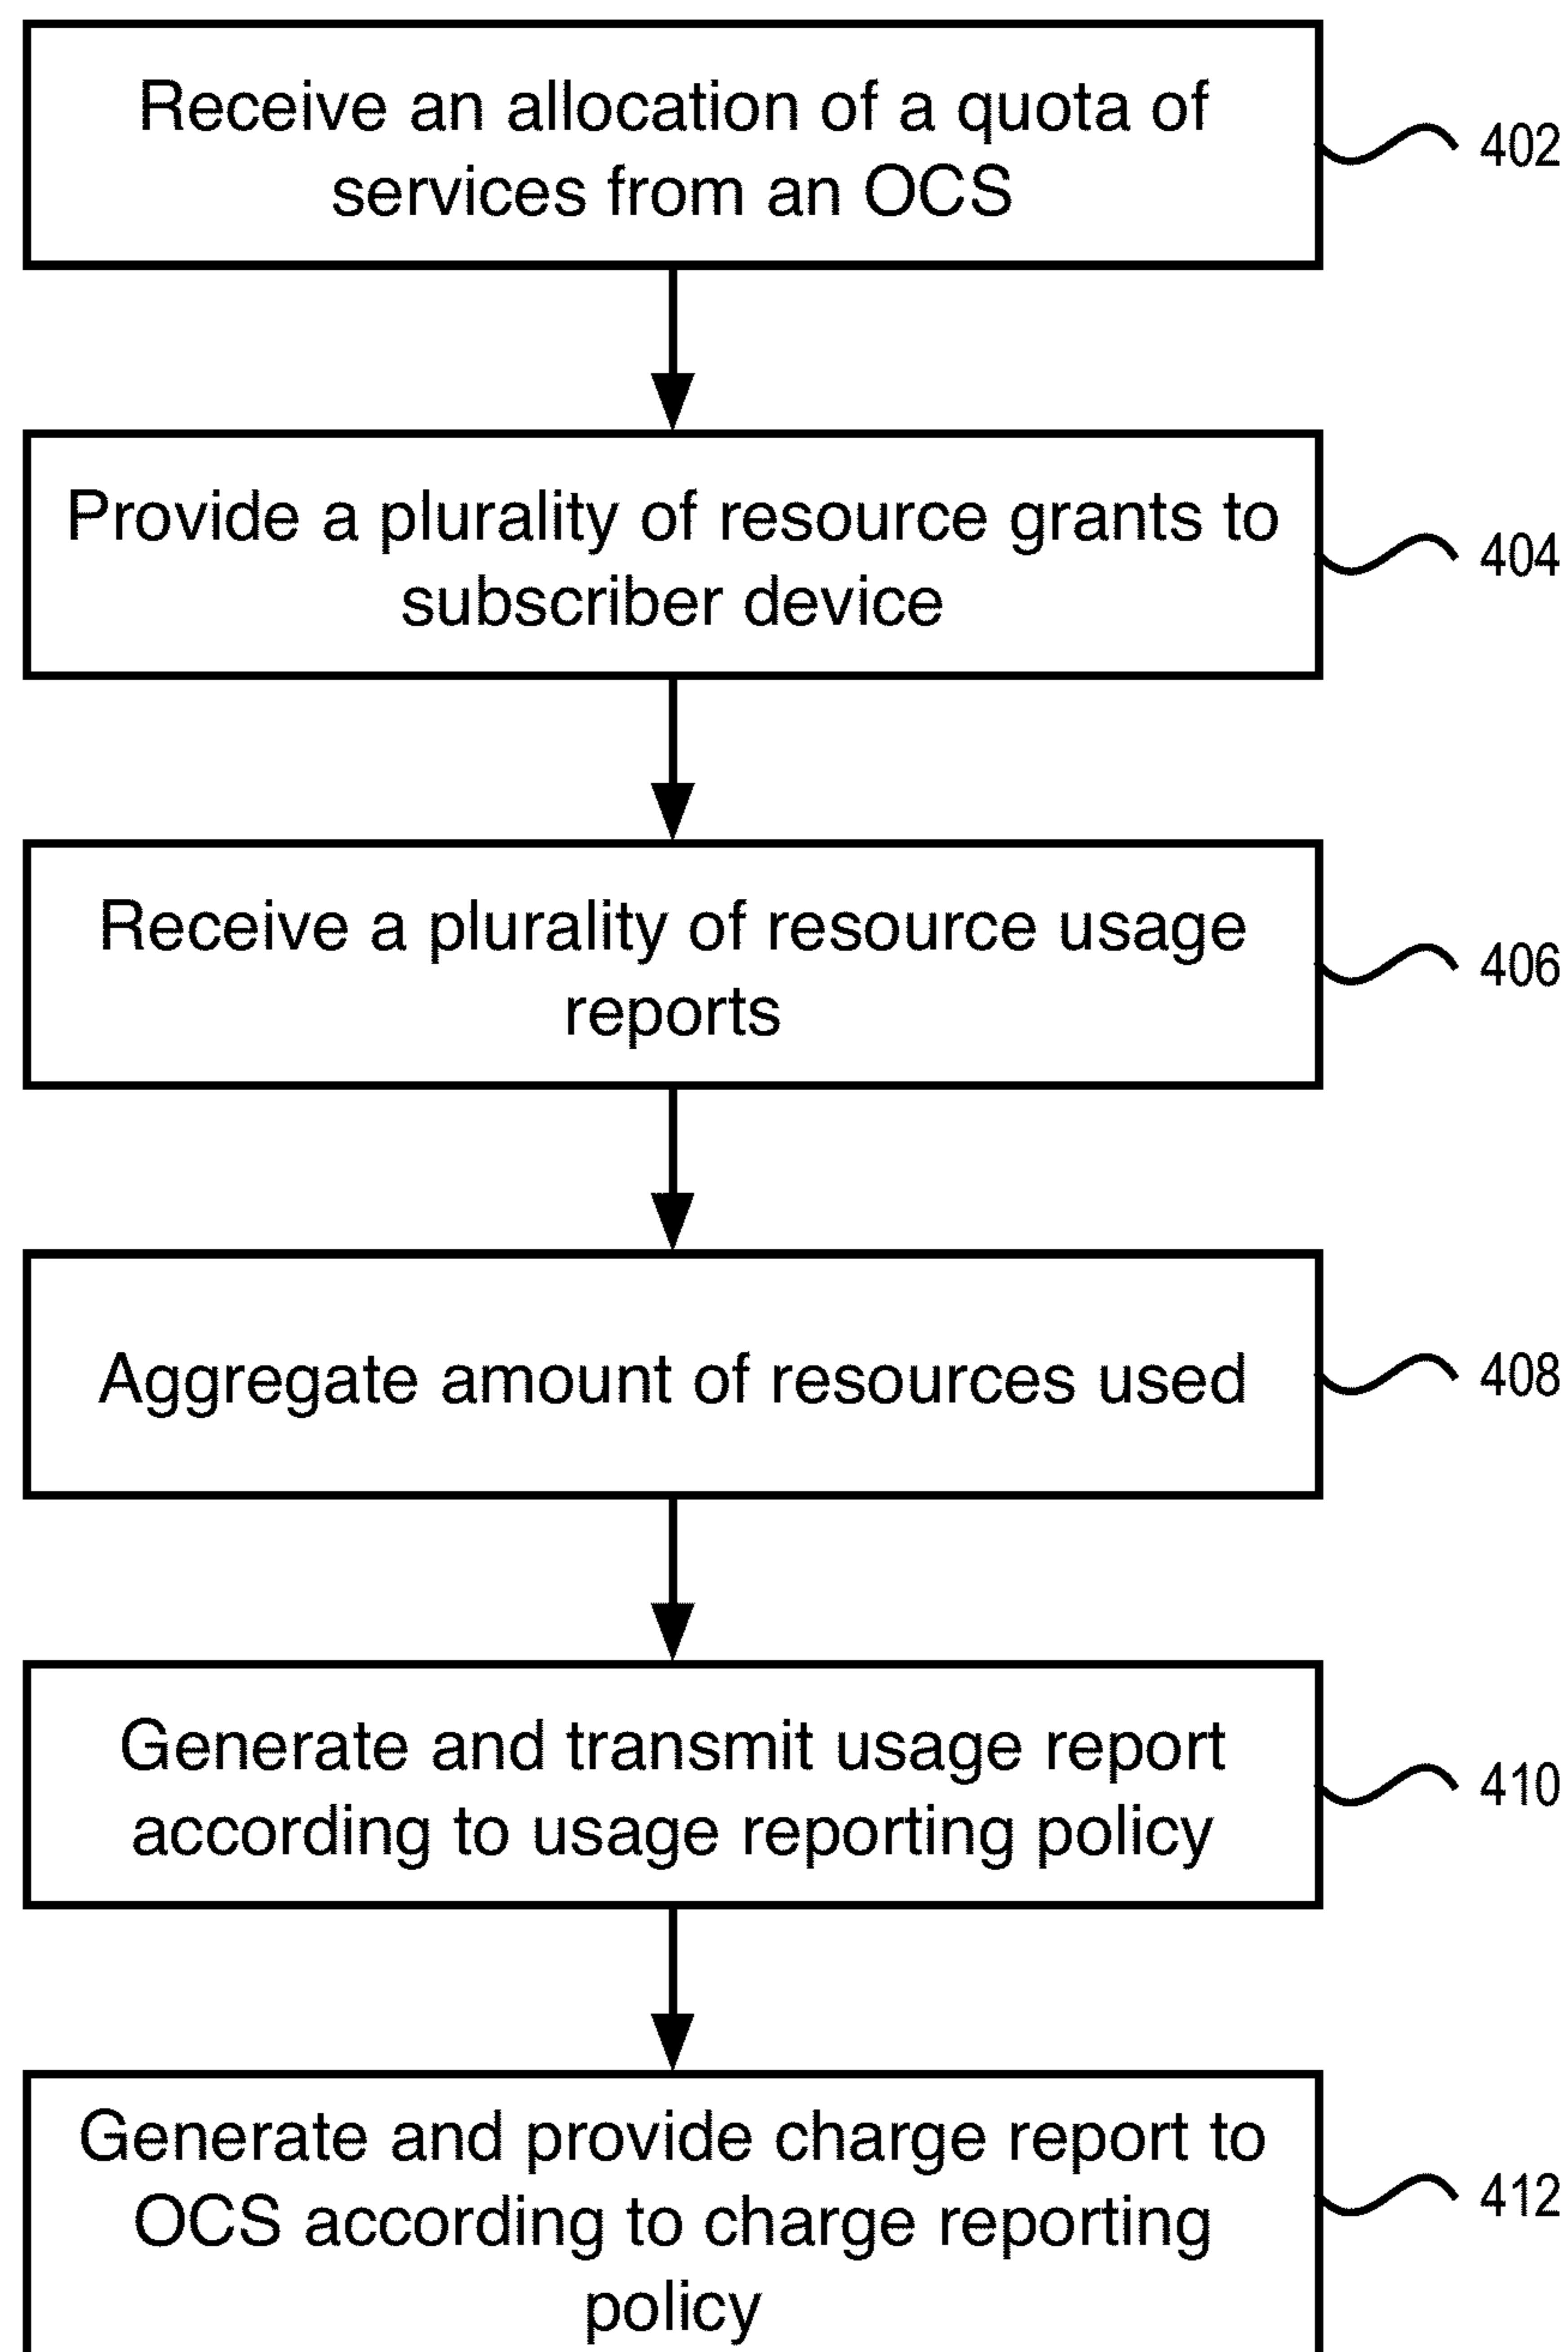 Receive an allocation of a quota of
services from an OCS
402
Provide a plurality of resource grants to
subscriber device
404
Receive a plurality of resource usage
reports
406
Aggregate amount of resources used
408
Generate and transmit usage report
according to usage reporting policy
410
Generate and provide charge report to
OCS according to charge reporting
policy
412